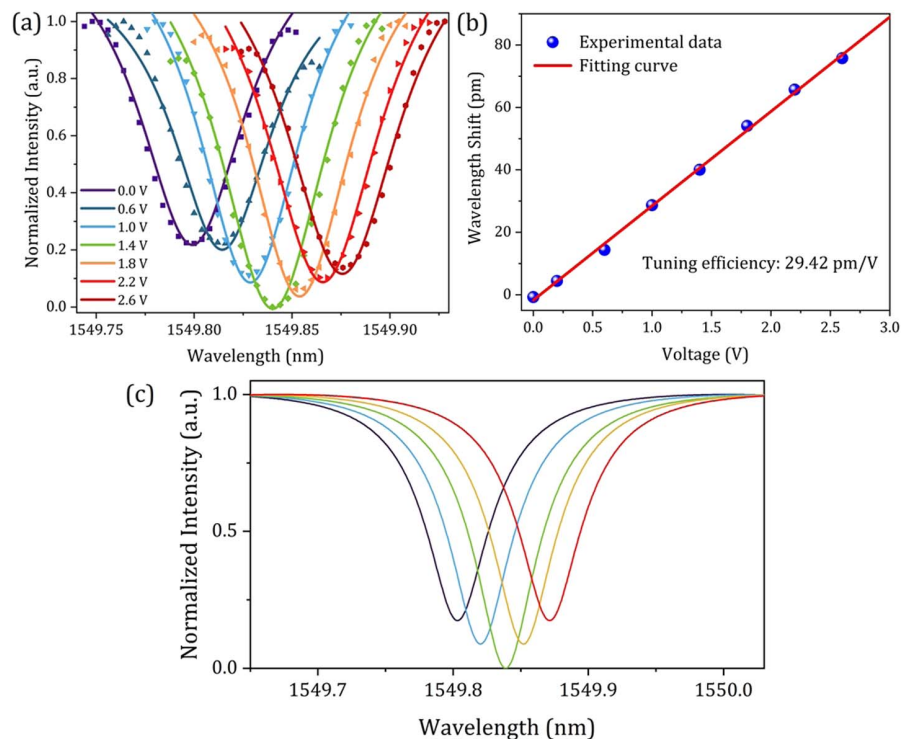 (a)
Normalized Intensity (a.u.)
1.0
0.8
0.6
0.4
0.2
0.0
0.0 V
0.6 V
1.0 V
1.4 V
1.8 V
2.2 V
2.6 V
1549.75
1549.80
1549.85
1549.90
Wavelength (nm)
(b)
Wavelength Shift (pm)
80
60
40
20
0
Experimental data
Fitting curve
Tuning efficiency: 29.42 pm/V
0.0
0.5
1.0
1.5
2.0
2.5
3.0
Voltage (V)
(c)
Normalized Intensity (a.u.)
1.0
0.5
0.0
1549.7
1549.8
1549.9
1550.0
Wavelength (nm)